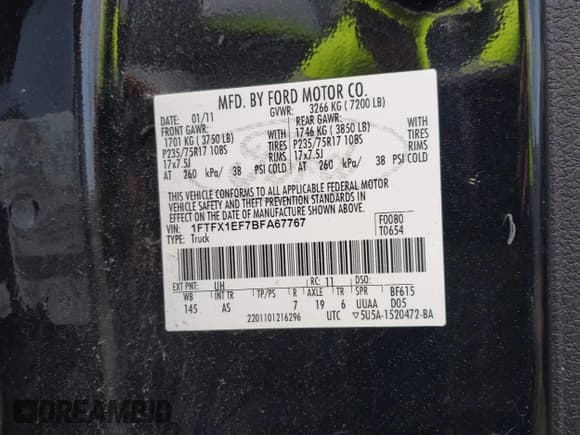 MFD. BY FORD MOTOR CO.
DATE: 01/11 GVWR: 3266 KG ( 7200 LB)
FRONT GAWR: REAR GAWR:
1701 KG ( 3750 LB) WITH 1746 KG ( 3850 LB) WITH
P235/75R17 108S TIRES P235/75R17 108S TIRES
17x7.5J RIMS 17x7.5J RIMS
AT 260 kPa/ 38 PSI COLD AT 260 kPa/ 38 PSI COLD
THIS VEHICLE CONFORMS TO ALL APPLICABLE FEDERAL MOTOR
VEHICLE SAFETY AND THEFT PREVENTION STANDARDS IN
EFFECT ON THE DATE OF MANUFACTURE SHOWN ABOVE.
VIN: 1FTFX1EF7BFA67767 F0080
TYPE: Truck T0654
EXT PNT: UH RC: 11 DSO:
WB INT TR TP/PS R AXLE TR SPR BF615
145 AS 7 19 6 UUAA D05
2201101216296 UTC ▽5U5A-1520472-BA
Ford
DREAMBID